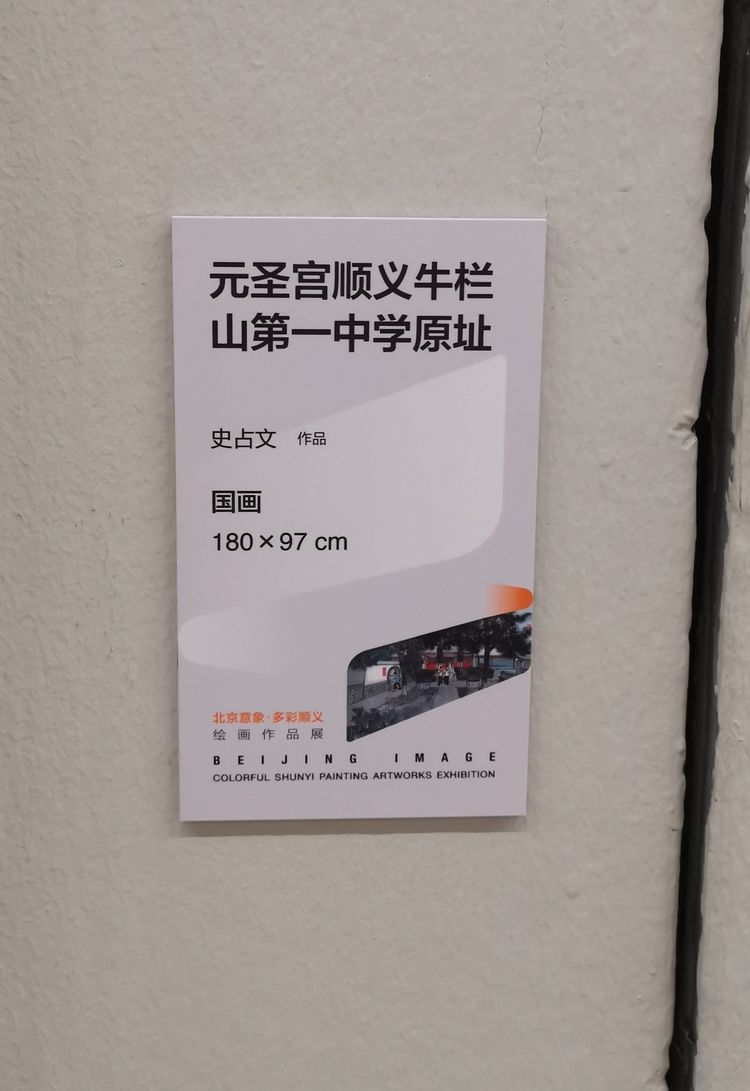 元圣宫顺义牛栏
山第一中学原址
史占文 作品
国画
180×97 cm
北京意象·多彩顺义
绘画作品展
BEIJING IMAGE
COLORFUL SHUNYI PAINTING ARTWORKS EXHIBITION